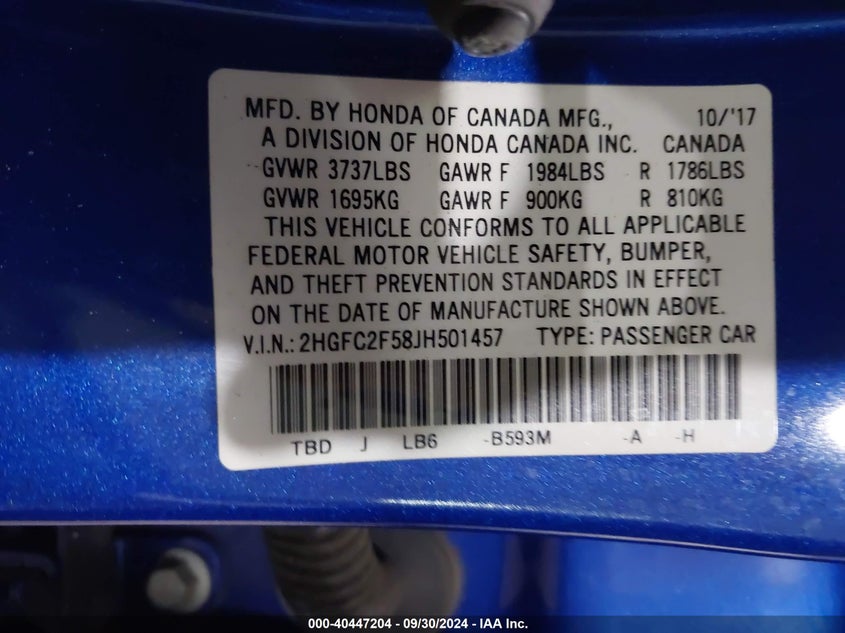 MFD. BY HONDA OF CANADA MFG., 10/'17
A DIVISION OF HONDA CANADA INC. CANADA
GVWR 3737LBS GAWR F 1984LBS R 1786LBS
GVWR 1695KG GAWR F 900KG R 810KG
THIS VEHICLE CONFORMS TO ALL APPLICABLE
FEDERAL MOTOR VEHICLE SAFETY, BUMPER,
AND THEFT PREVENTION STANDARDS IN EFFECT
ON THE DATE OF MANUFACTURE SHOWN ABOVE.
V.I.N.: 2HGFC2F58JH501457 TYPE: PASSENGER CAR
TBD J LB6 -B593M -A -H
000-40447204 - 09/30/2024 - IAA Inc.